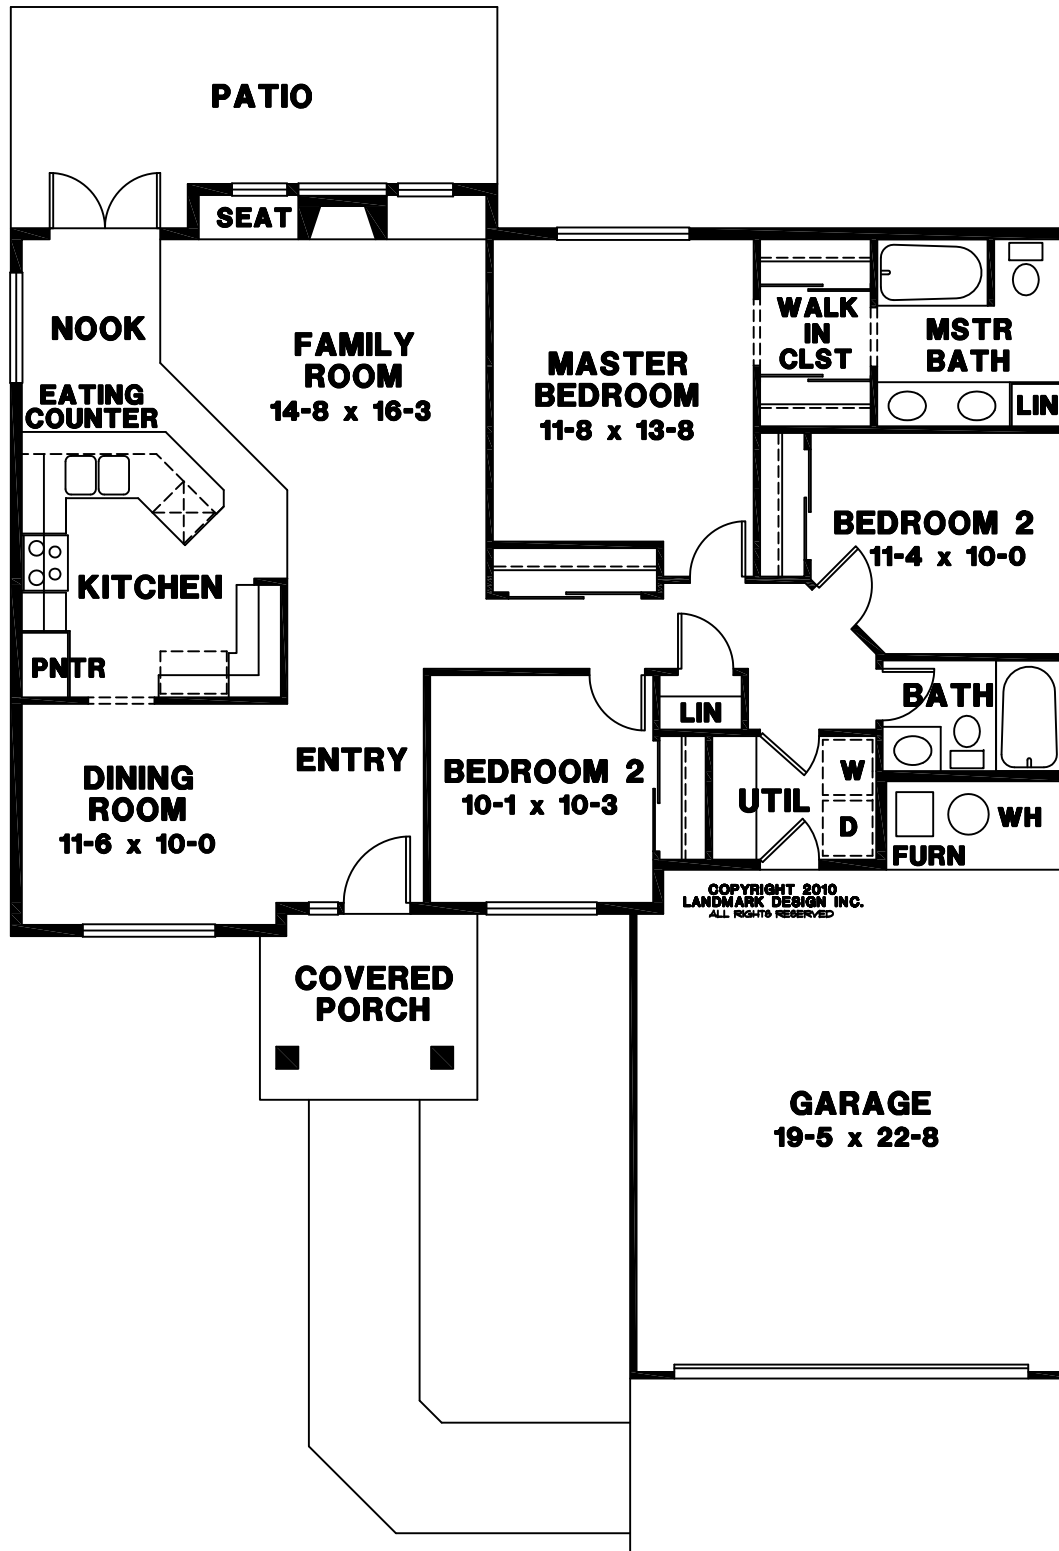 PATIO
SEAT
NOOK
EATING
COUNTER
FAMILY
ROOM
14-8 x 16-3
MASTER
BEDROOM
11-8 x 13-8
WALK
IN
CLST
MSTR
BATH
LIN
BEDROOM 2
11-4 x 10-0
KITCHEN
PNTR
BATH
LIN
ENTRY
DINING
ROOM
11-6 x 10-0
BEDROOM 2
10-1 x 10-3
UTIL
W
D
WH
FURN
COPYRIGHT 2010
LANDMARK DESIGN INC.
ALL RIGHTS RESERVED
COVERED
PORCH
GARAGE
19-5 x 22-8